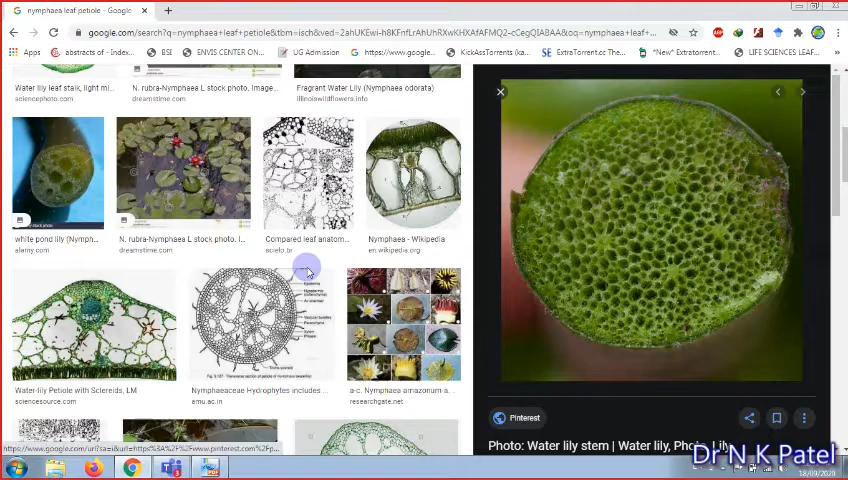 nymphaea leaf petiole - Google
google.com/search?q=nymphaea+leaf+petiole&tbm=isch&ved=2ahUKEwi-h8KFnfLrAhUhRXwKHXfAFAMQ2-cCegQIABAA&oq=nymphaea+leaf+...
Apps
abstracts of - Index...
BSI
ENVIS CENTER ON...
UG Admission
https://www.google...
KickAssTorrents (ka...
ExtraTorrent.cc The...
*New* Extratorrent...
LIFE SCIENCES LEAF...
Water lily leaf stalk, light mi...
sciencephoto.com
N. rubra-Nymphaea L stock photo. Image...
dreamstime.com
Fragrant Water Lily (Nymphaea odorata)
illinoiswildflowers.info
white pond lily (Nymph...
alamy.com
N. rubra-Nymphaea L stock photo. I...
dreamstime.com
Compared leaf anatom...
scielo.br
Nymphaea - Wikipedia
en.wikipedia.org
Water-lily Petiole with Sclereids, LM
sciencesource.com
Nymphaeaceae Hydrophytes includes ...
amu.ac.in
a-c. Nymphaea amazonum-a...
researchgate.net
Pinterest
Photo: Water lily stem | Water lily, Photo, Lily
https://www.google.com/url?sa=i&url=https%3A%2F%2Fwww.pinterest.com%2Fp...
Dr N K Patel
18/09/2020